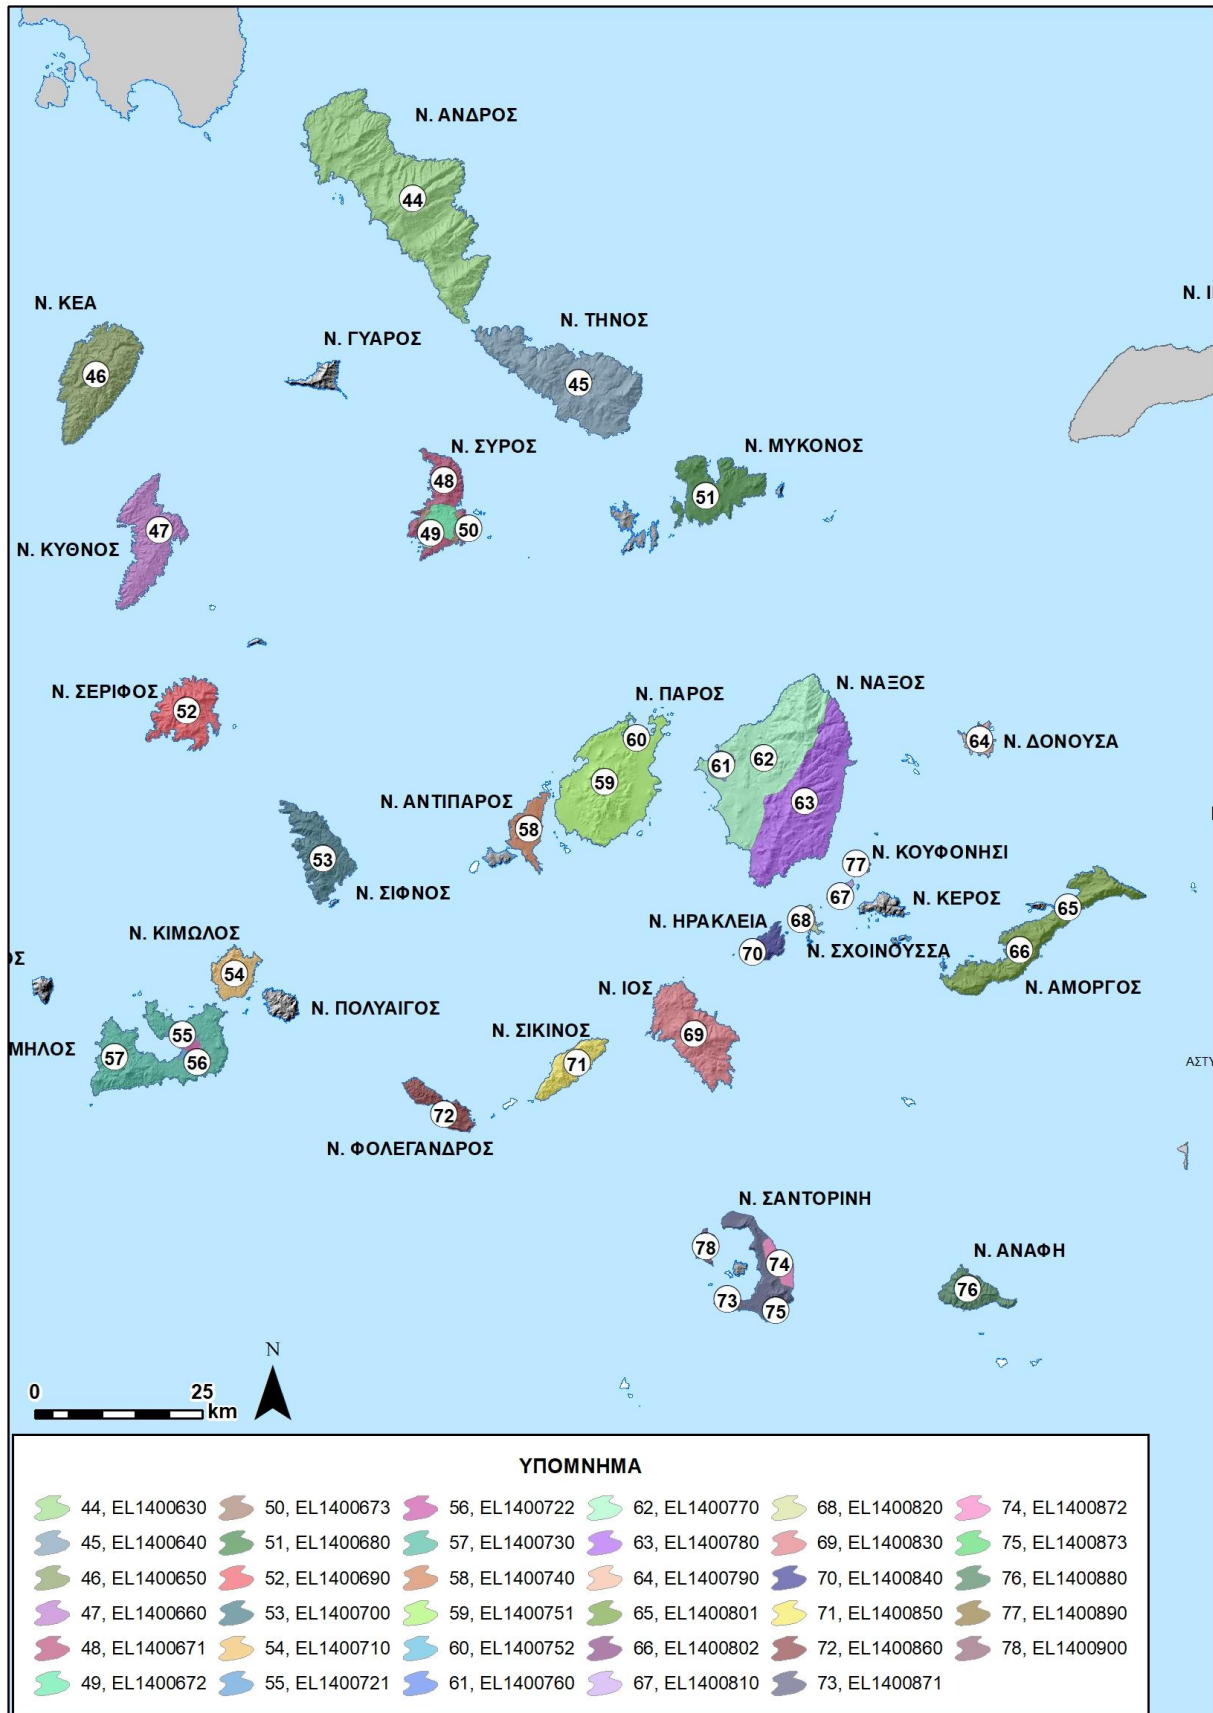 Ν. ΑΝΔΡΟΣ
44
Ν. ΚΕΑ
Ν. Ι
Ν. ΤΗΝΟΣ
Ν. ΓΥΑΡΟΣ
46
45
Ν. ΣΥΡΟΣ
Ν. ΜΥΚΟΝΟΣ
48
51
47
49
50
Ν. ΚΥΘΝΟΣ
Ν. ΣΕΡΙΦΟΣ
Ν. ΠΑΡΟΣ
Ν. ΝΑΞΟΣ
52
60
64
Ν. ΔΟΝΟΥΣΑ
61
62
59
Ν. ΑΝΤΙΠΑΡΟΣ
63
58
53
Ν. ΚΟΥΦΟΝΗΣΙ
77
Ν. ΣΙΦΝΟΣ
67
Ν. ΚΕΡΟΣ
65
Ν. ΗΡΑΚΛΕΙΑ
68
Ν. ΚΙΜΩΛΟΣ
70
Ν. ΣΧΟΙΝΟΥΣΣΑ
66
ΟΣ
54
Ν. ΙΟΣ
Ν. ΑΜΟΡΓΟΣ
Ν. ΠΟΛΥΑΙΓΟΣ
Ν. ΣΙΚΙΝΟΣ
55
69
ΜΗΛΟΣ
57
56
71
ΑΣΤΥ
72
Ν. ΦΟΛΕΓΑΝΔΡΟΣ
Ν. ΣΑΝΤΟΡΙΝΗ
78
74
Ν. ΑΝΑΦΗ
76
73
75
N
0 25
km
ΥΠΟΜΝΗΜΑ
44, EL1400630 50, EL1400673 56, EL1400722 62, EL1400770 68, EL1400820 74, EL1400872
45, EL1400640 51, EL1400680 57, EL1400730 63, EL1400780 69, EL1400830 75, EL1400873
46, EL1400650 52, EL1400690 58, EL1400740 64, EL1400790 70, EL1400840 76, EL1400880
47, EL1400660 53, EL1400700 59, EL1400751 65, EL1400801 71, EL1400850 77, EL1400890
48, EL1400671 54, EL1400710 60, EL1400752 66, EL1400802 72, EL1400860 78, EL1400900
49, EL1400672 55, EL1400721 61, EL1400760 67, EL1400810 73, EL1400871